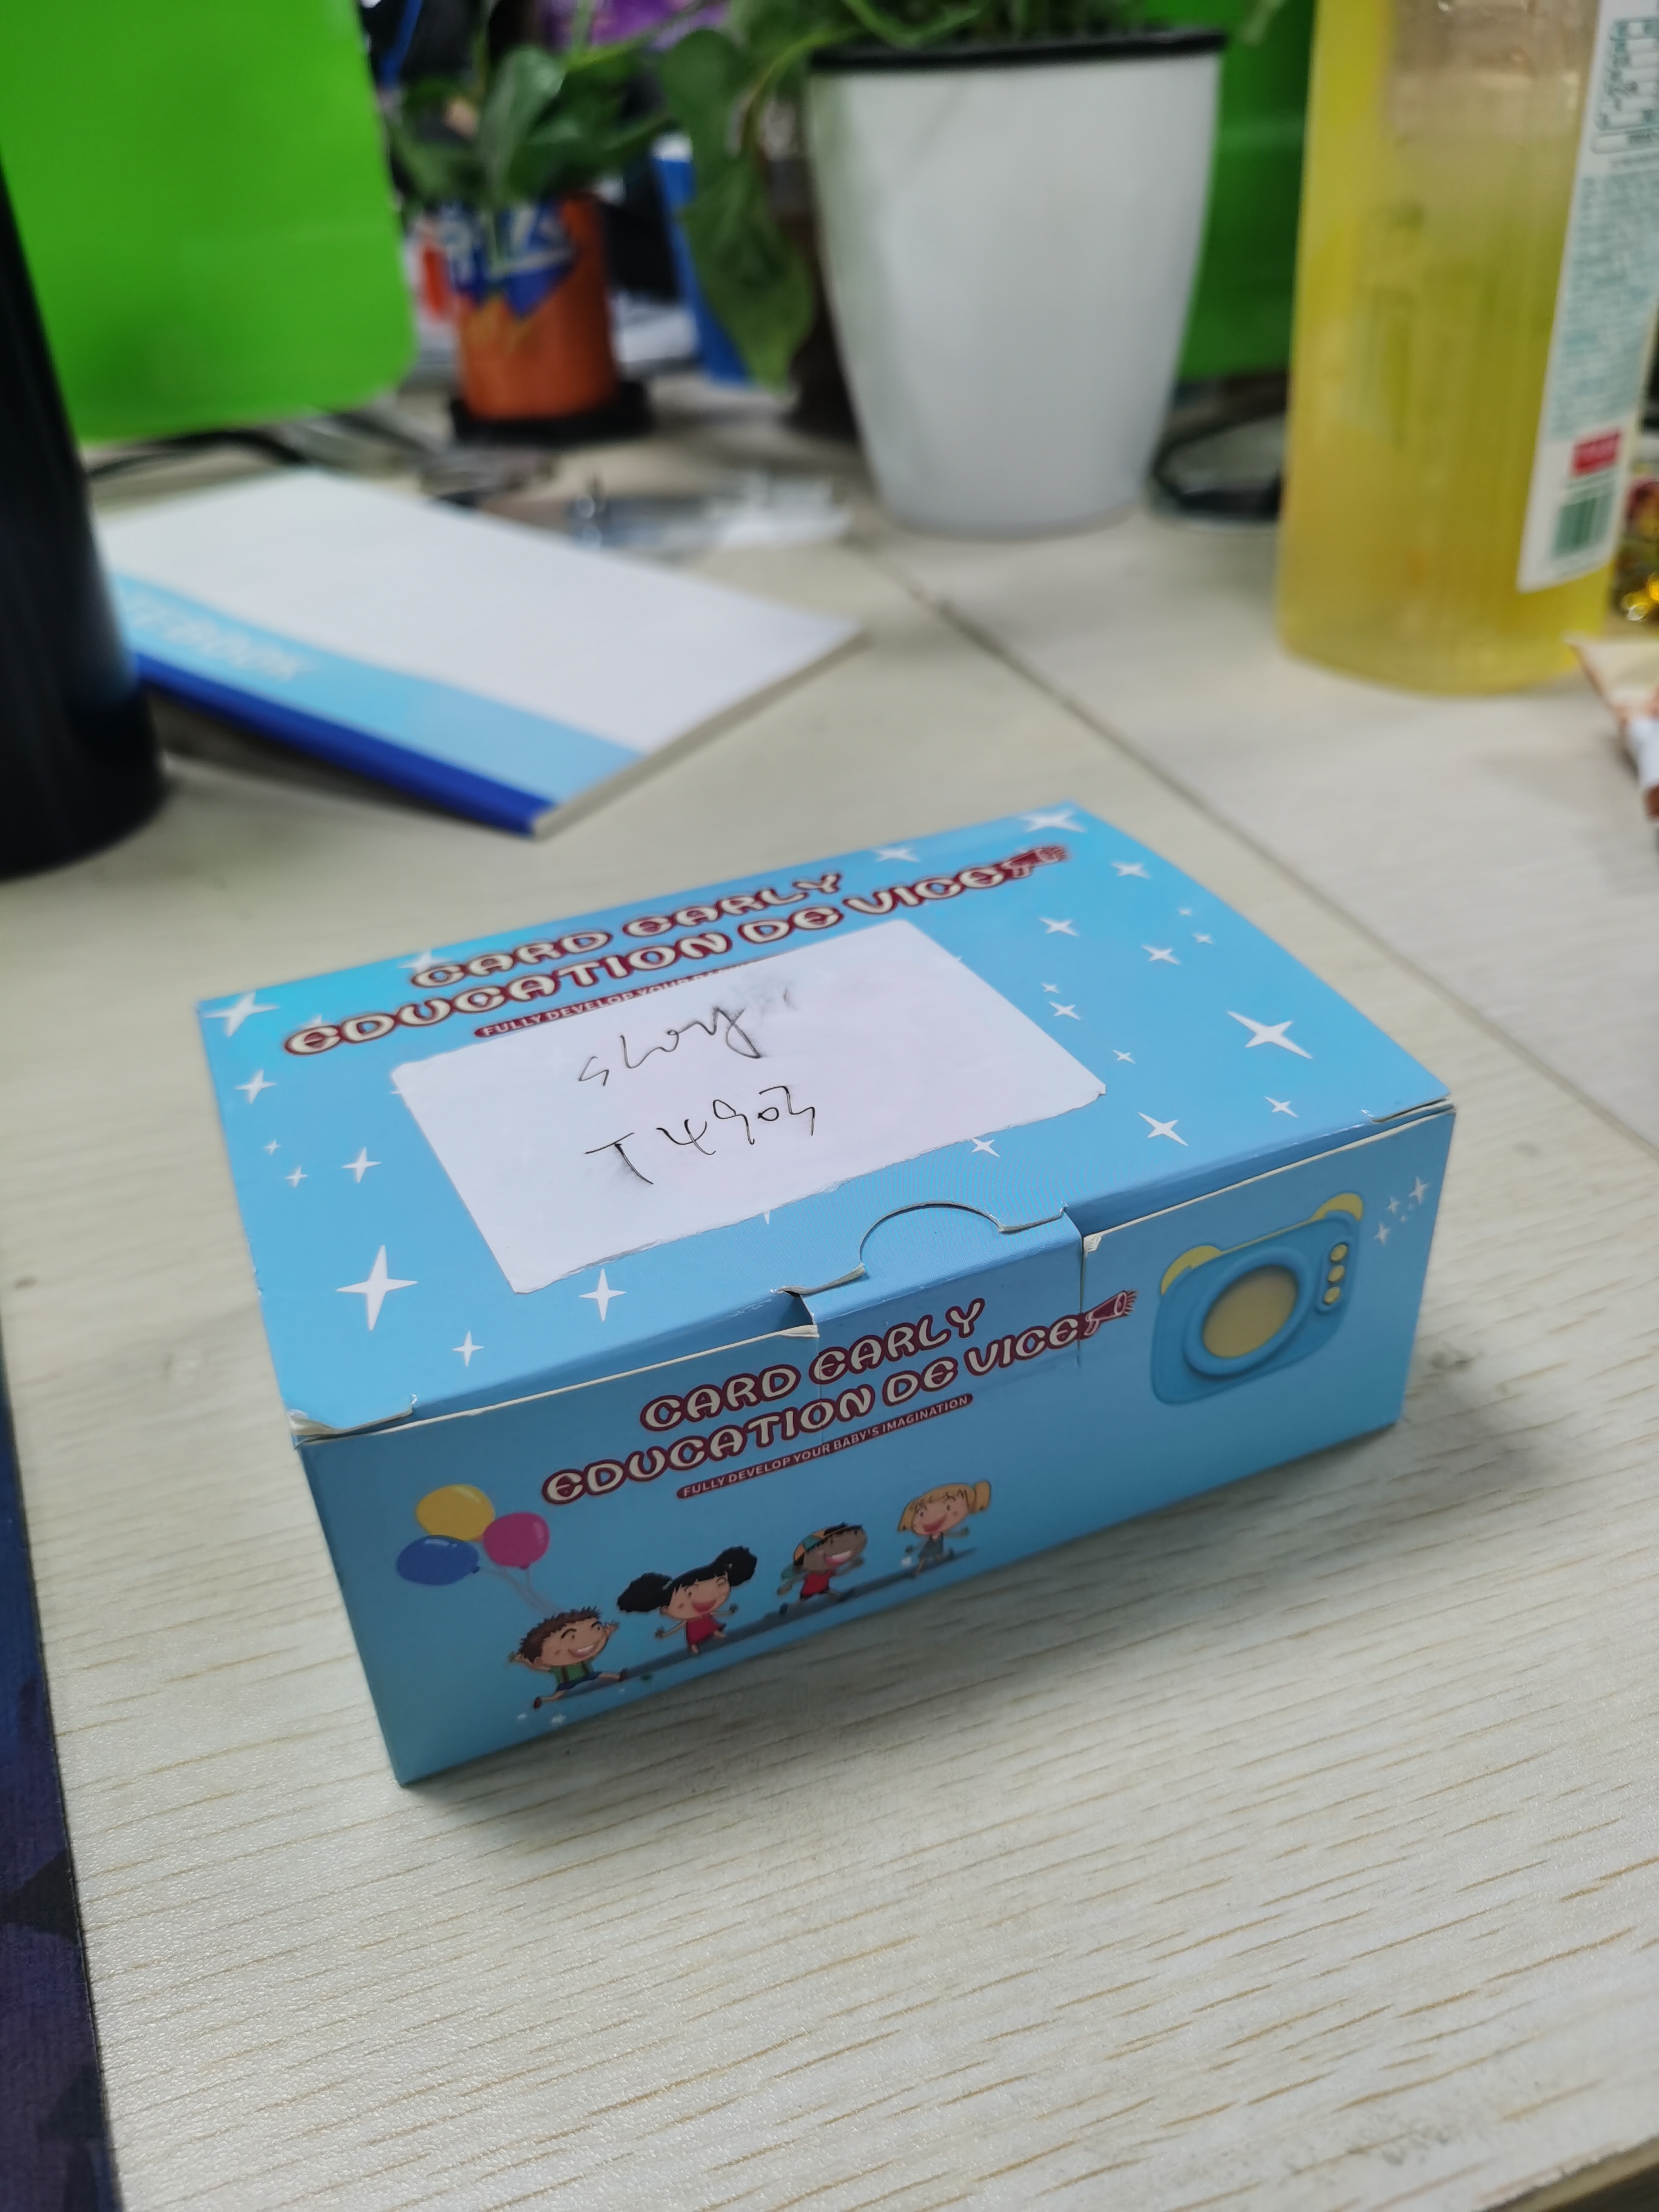 CARD EARLY
EDUCATION DE VICE
FULLY DEVELOP YOUR
T4903
CARD EARLY
EDUCATION DE VICE
FULLY DEVELOP YOUR BABY'S IMAGINATION